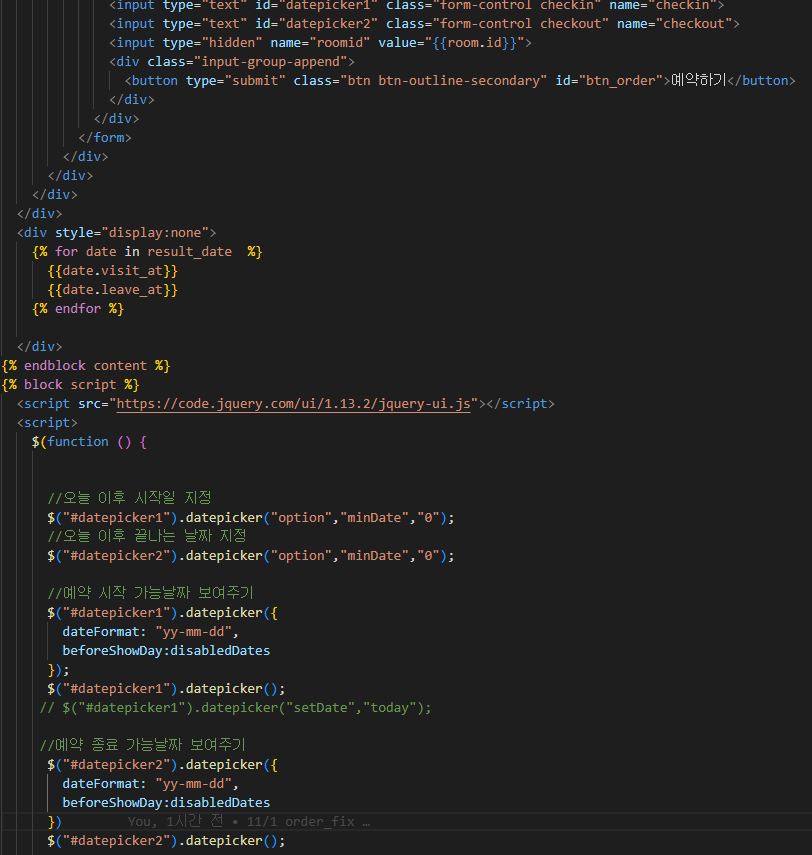 <input type="text" id="datepicker1" class="form-control checkin" name="checkin">
<input type="text" id="datepicker2" class="form-control checkout" name="checkout">
<input type="hidden" name="roomid" value="{{room.id}}">
<div class="input-group-append">
<button type="submit" class="btn btn-outline-secondary" id="btn_order">예약하기</button>
</div>
</div>
</form>
</div>
</div>
</div>
</div>
<div style="display:none">
{% for date in result_date  %}
{{date.visit_at}}
{{date.leave_at}}
{% endfor %}
</div>
{% endblock content %}
{% block script %}
<script src="https://code.jquery.com/ui/1.13.2/jquery-ui.js"></script>
<script>
$(function () {
//오늘 이후 시작일 지정
$("#datepicker1").datepicker("option","minDate","0");
//오늘 이후 끝나는 날짜 지정
$("#datepicker2").datepicker("option","minDate","0");
//예약 시작 가능날짜 보여주기
$("#datepicker1").datepicker({
dateFormat: "yy-mm-dd",
beforeShowDay:disabledDates
});
$("#datepicker1").datepicker();
// $("#datepicker1").datepicker("setDate","today");
//예약 종료 가능날짜 보여주기
$("#datepicker2").datepicker({
dateFormat: "yy-mm-dd",
beforeShowDay:disabledDates
}) You, 1시간 전 • 11/1 order_fix …
$("#datepicker2").datepicker();